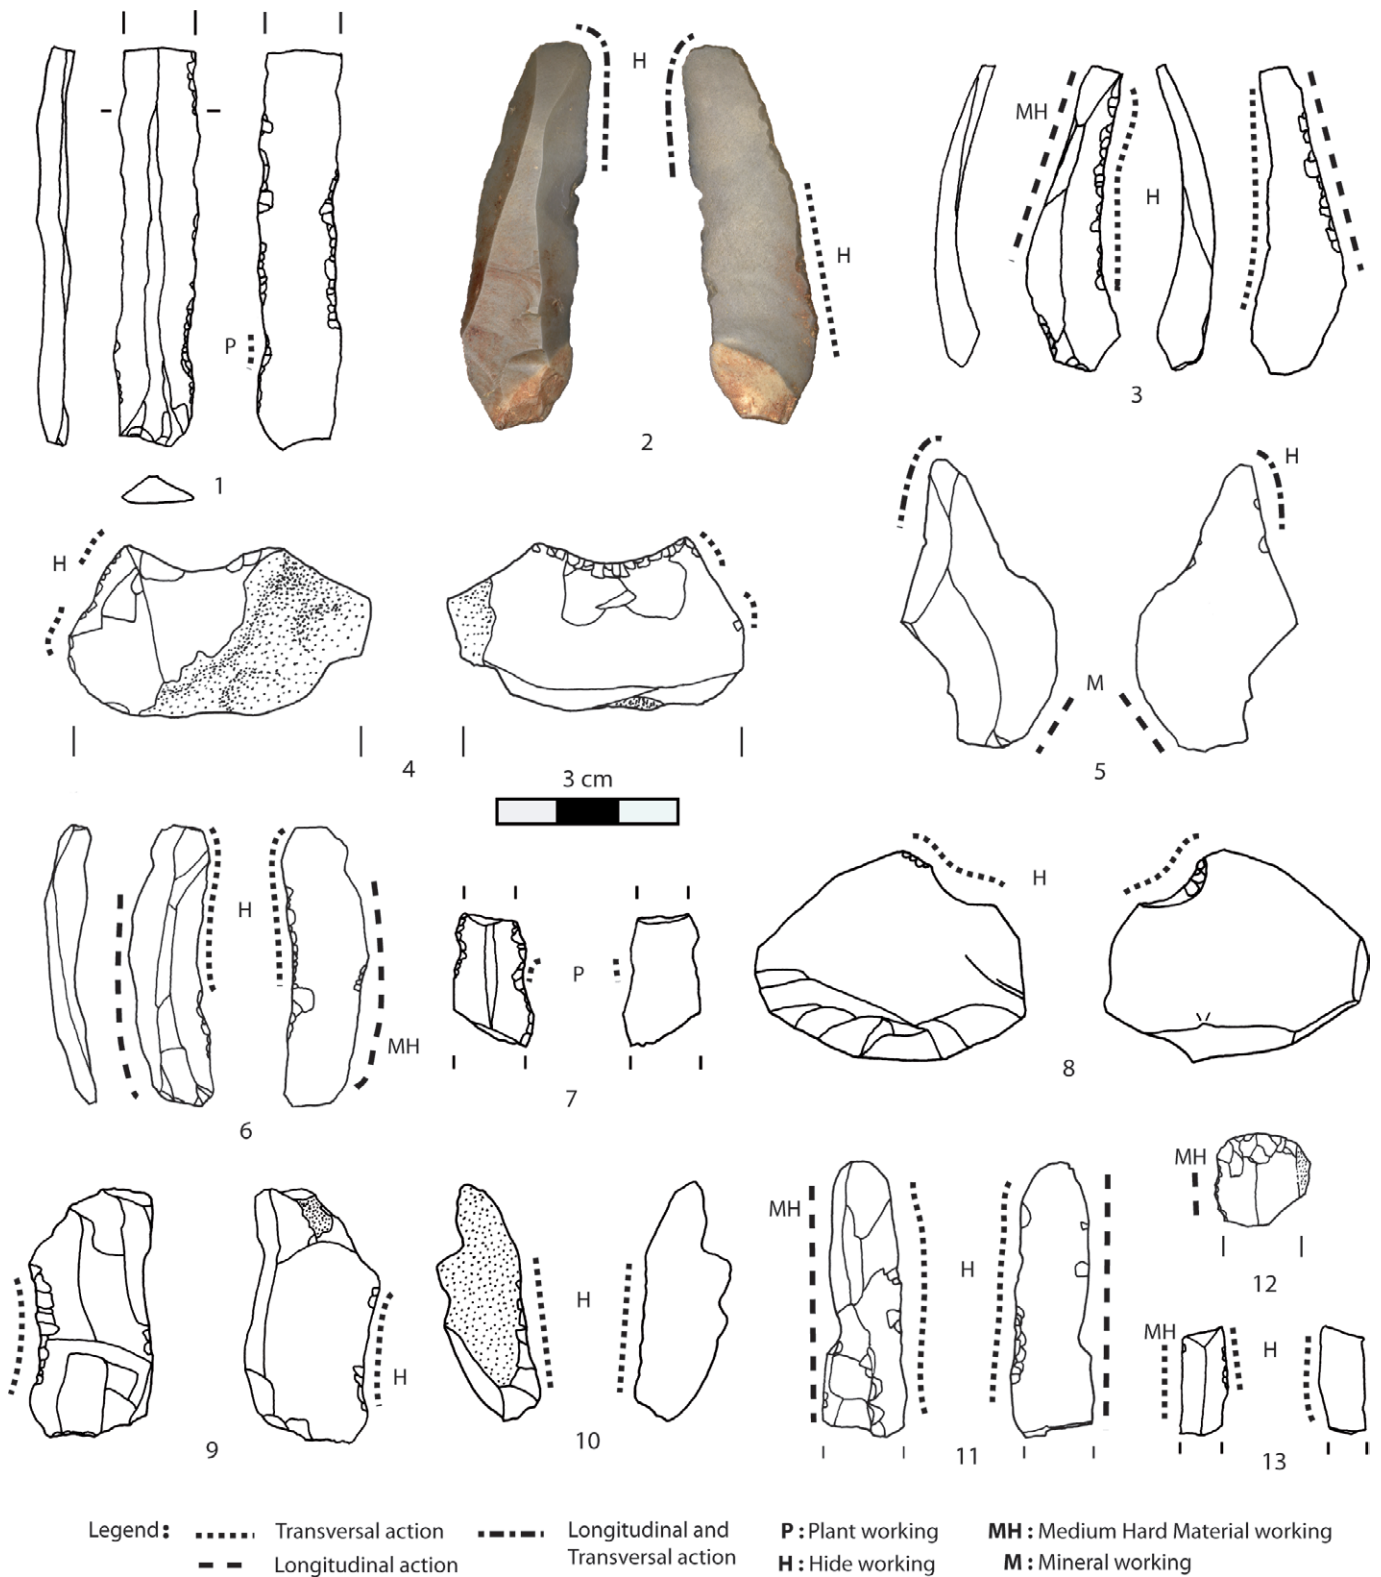 H
MH
H
P
H
3
2
1
H
H
M
4
5
3 cm
H
H
MH
P
8
7
6
MH
MH
H
12
H
MH
H
H
9
10
11
13
Legend: Transversal action Longitudinal and P: Plant working MH: Medium Hard Material working
Longitudinal action Transversal action H: Hide working M: Mineral working